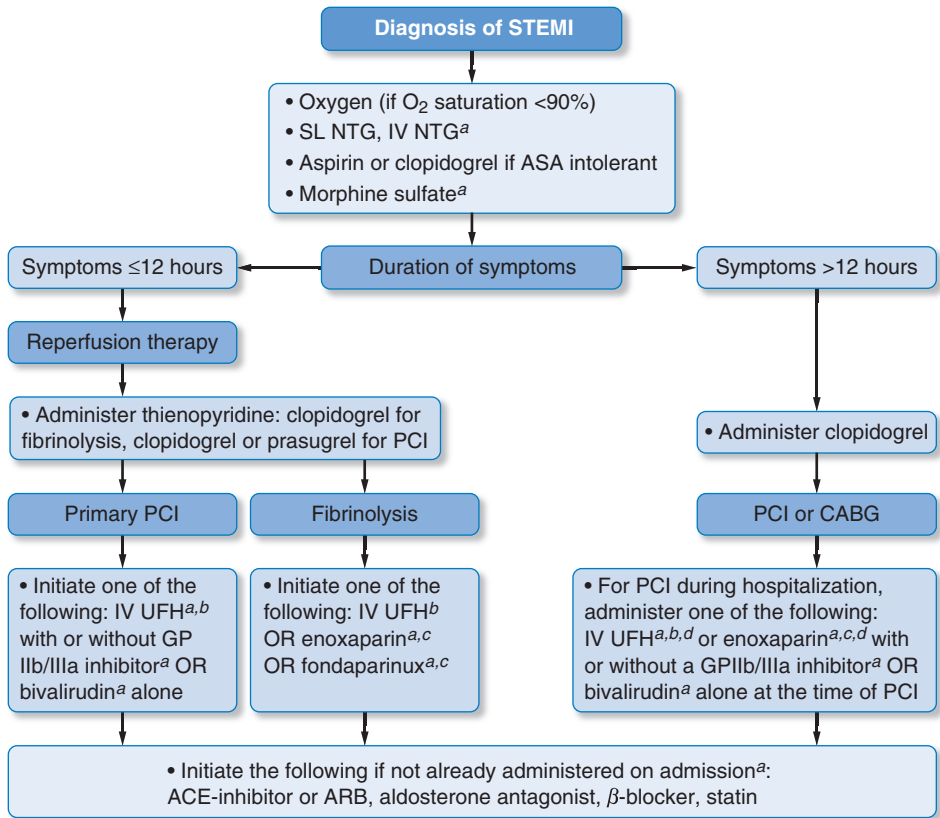 Diagnosis of STEMI
• Oxygen (if O2 saturation <90%)
• SL NTG, IV NTGa
• Aspirin or clopidogrel if ASA intolerant
• Morphine sulfatea
Symptoms ≤12 hours
Duration of symptoms
Symptoms >12 hours
Reperfusion therapy
• Administer thienopyridine: clopidogrel for
fibrinolysis, clopidogrel or prasugrel for PCI
• Administer clopidogrel
Primary PCI
Fibrinolysis
PCI or CABG
• Initiate one of the
following: IV UFHa,b
with or without GP
IIb/IIIa inhibitora OR
bivalirudina alone
• Initiate one of the
following: IV UFHb
OR enoxaparina,c
OR fondaparinuxa,c
• For PCI during hospitalization,
administer one of the following:
IV UFHa,b,d or enoxaparina,c,d with
or without a GPIIb/IIIa inhibitora OR
bivalirudina alone at the time of PCI
• Initiate the following if not already administered on admissiona:
ACE-inhibitor or ARB, aldosterone antagonist, β-blocker, statin